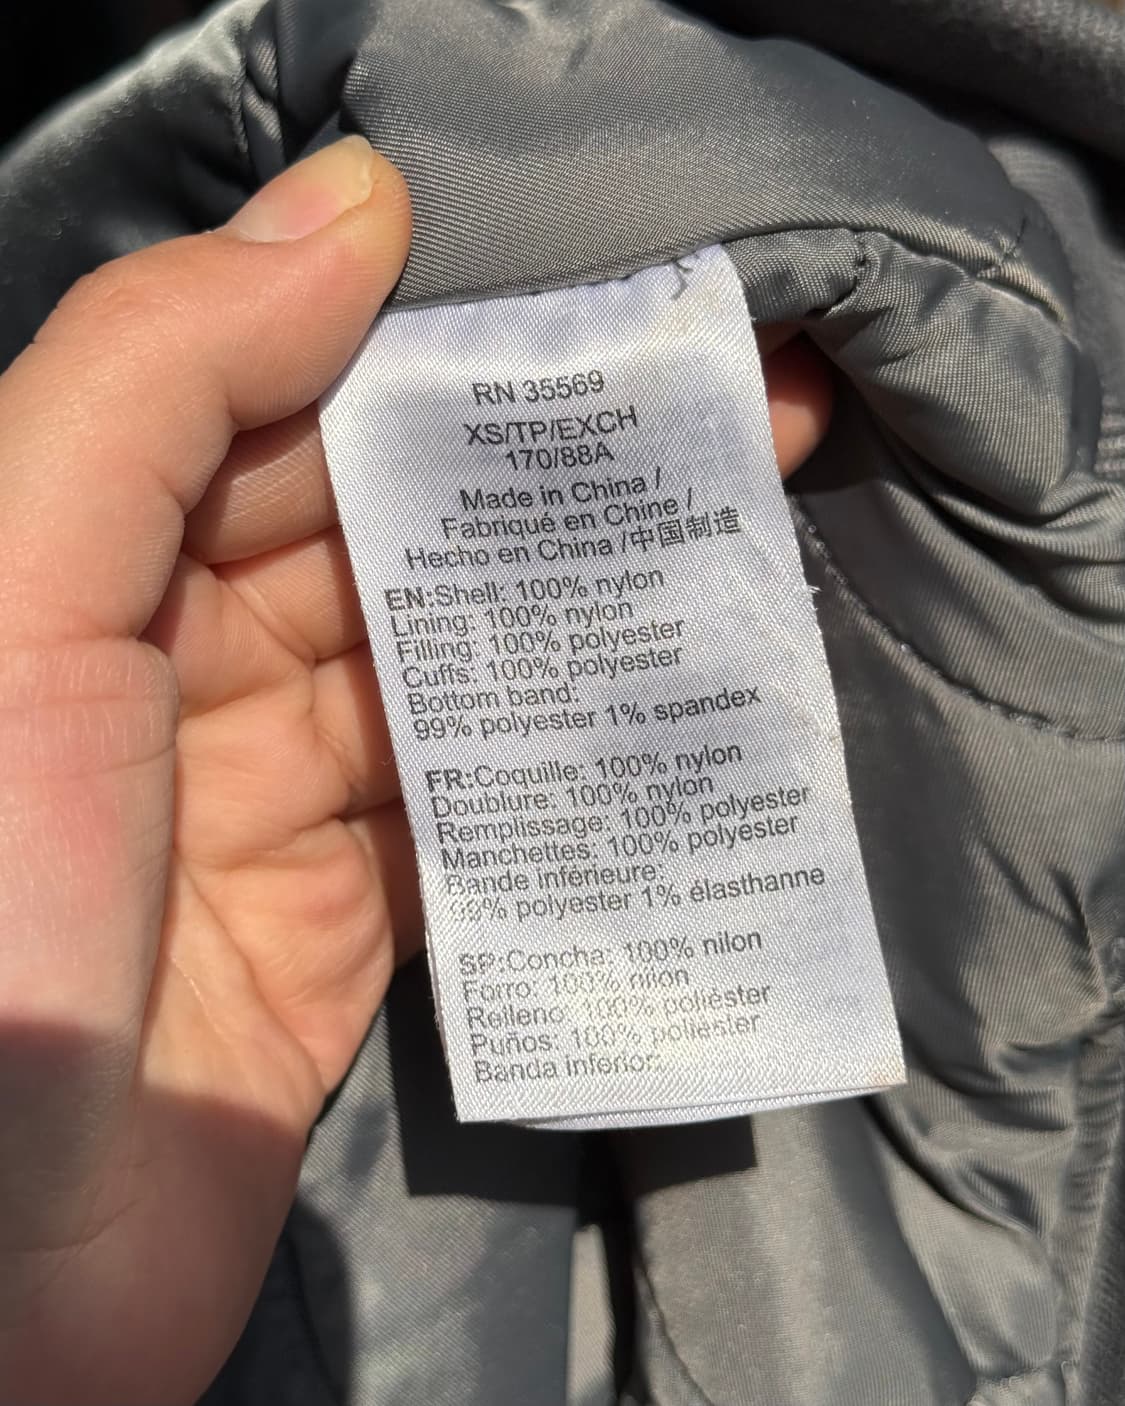 RN 35569
XS/TP/EXCH
170/88A
Made in China /
Fabriqué en Chine /
Hecho en China /中国制造
EN:Shell: 100% nylon
Lining: 100% nylon
Filling: 100% polyester
Cuffs: 100% polyester
Bottom band:
99% polyester 1% spandex
FR:Coquille: 100% nylon
Doublure: 100% nylon
Remplissage: 100% polyester
Manchettes: 100% polyester
Bande inférieure:
99% polyester 1% élasthanne
SP:Concha: 100% nilon
Forro: 100% nilon
Relleno: 100% poliéster
Puños: 100% poliéster
Banda inferior: